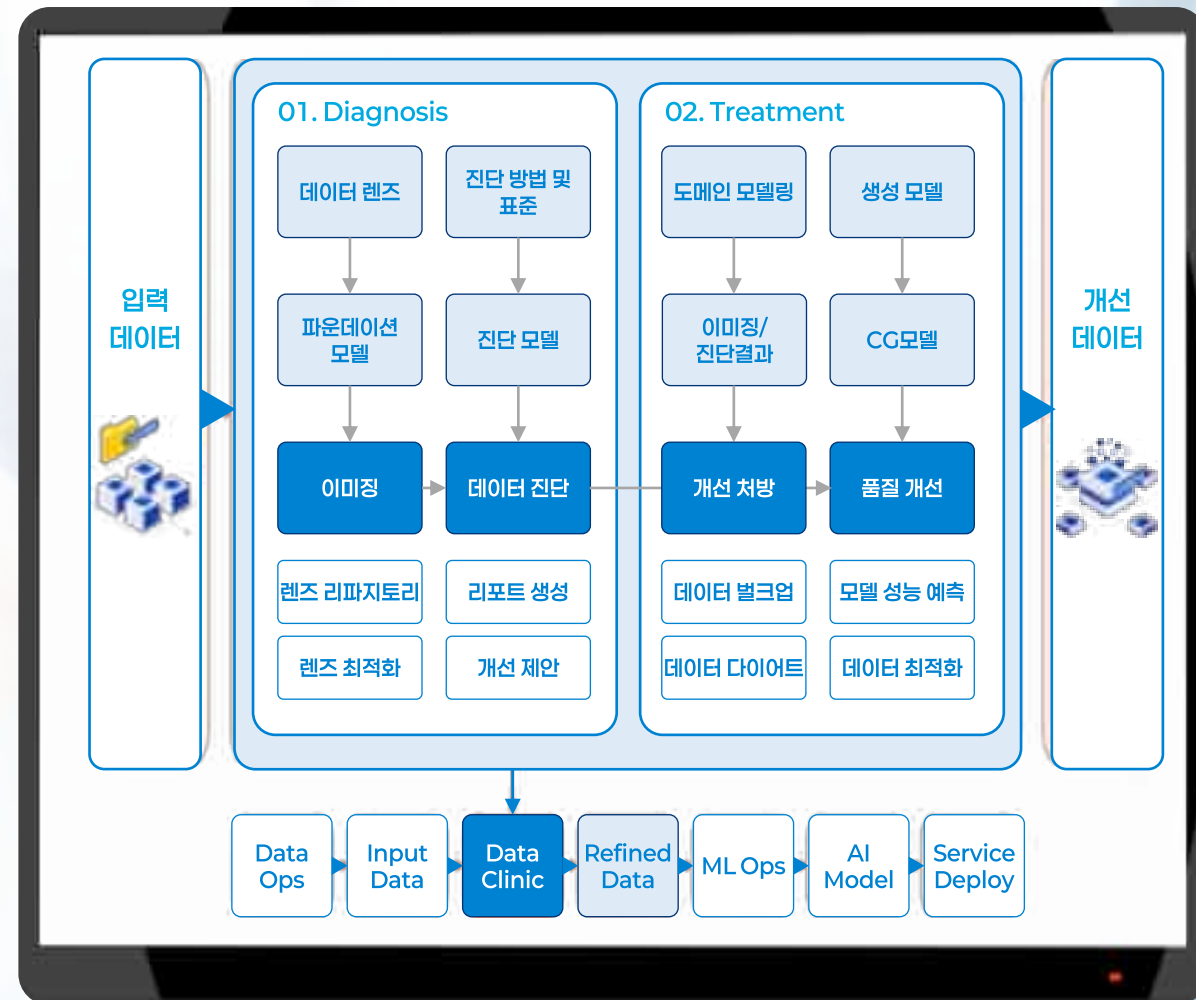 입력
데이터
01. Diagnosis
데이터 렌즈
진단 방법 및
표준
파운데이션
모델
진단 모델
이미징
데이터 진단
렌즈 리파지토리
리포트 생성
렌즈 최적화
개선 제안
02. Treatment
도메인 모델링
생성 모델
이미징/
진단결과
CG모델
개선 처방
품질 개선
데이터 벌크업
모델 성능 예측
데이터 다이어트
데이터 최적화
개선
데이터
Data
Ops
Input
Data
Data
Clinic
Refined
Data
ML Ops
AI
Model
Service
Deploy